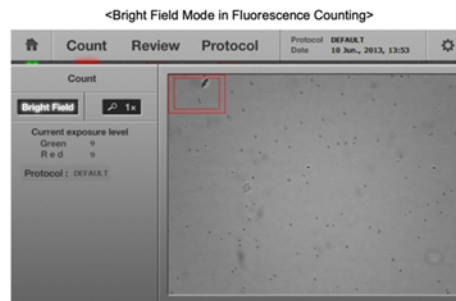 <Bright Field Mode in Fluorescence Counting>
Count Review Protocol
Protocol DEFAULT
Date 10 Jun., 2013, 13:53
Count
Bright Field 1x
Current exposure level
Green 9
Red 9
Protocol : DEFAULT